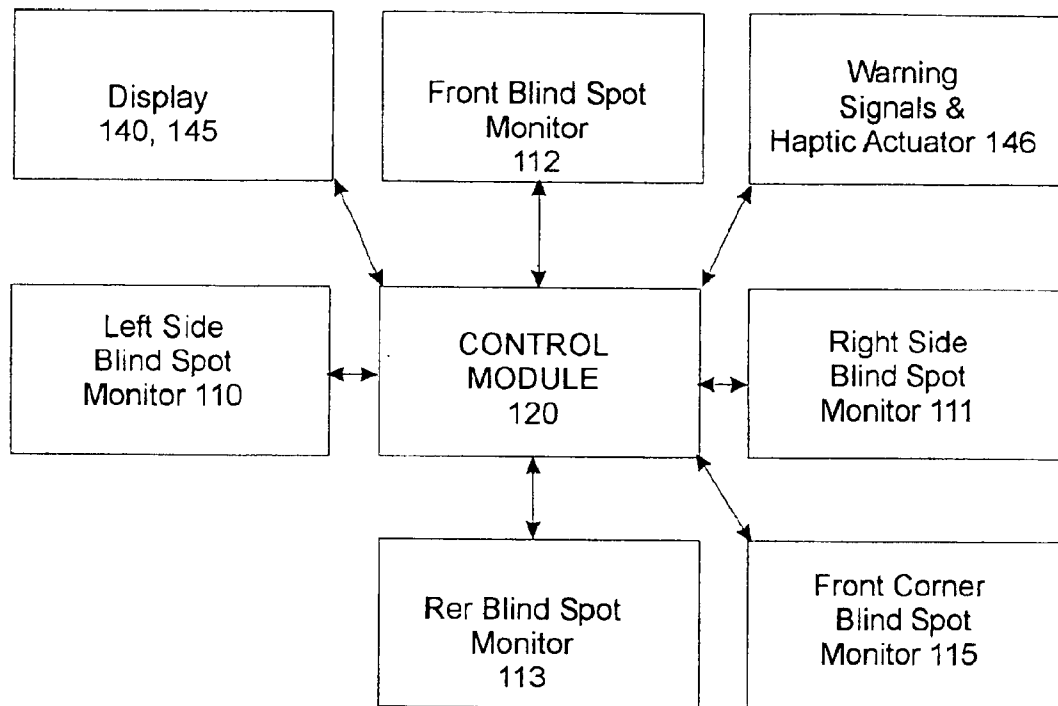 Display
140, 145
Front Blind Spot
Monitor
112
Warning
Signals &
Haptic Actuator 146
Left Side
Blind Spot
Monitor 110
CONTROL
MODULE
120
Right Side
Blind Spot
Monitor 111
Rer Blind Spot
Monitor
113
Front Corner
Blind Spot
Monitor 115